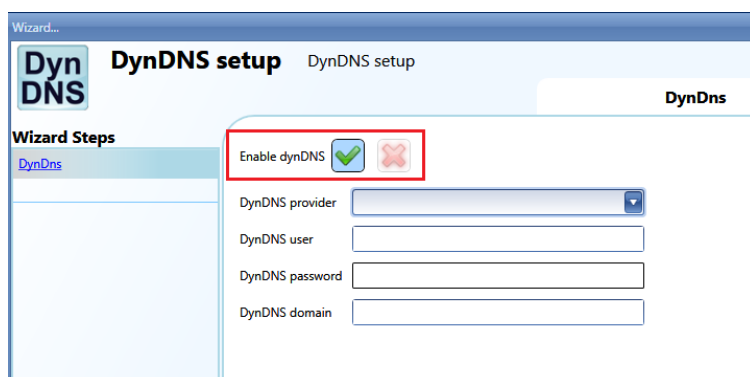 Wizard...
Dyn
DNS
DynDNS setup DynDNS setup
DynDns
Wizard Steps
DynDns
Enable dynDNS
DynDNS provider
DynDNS user
DynDNS password
DynDNS domain